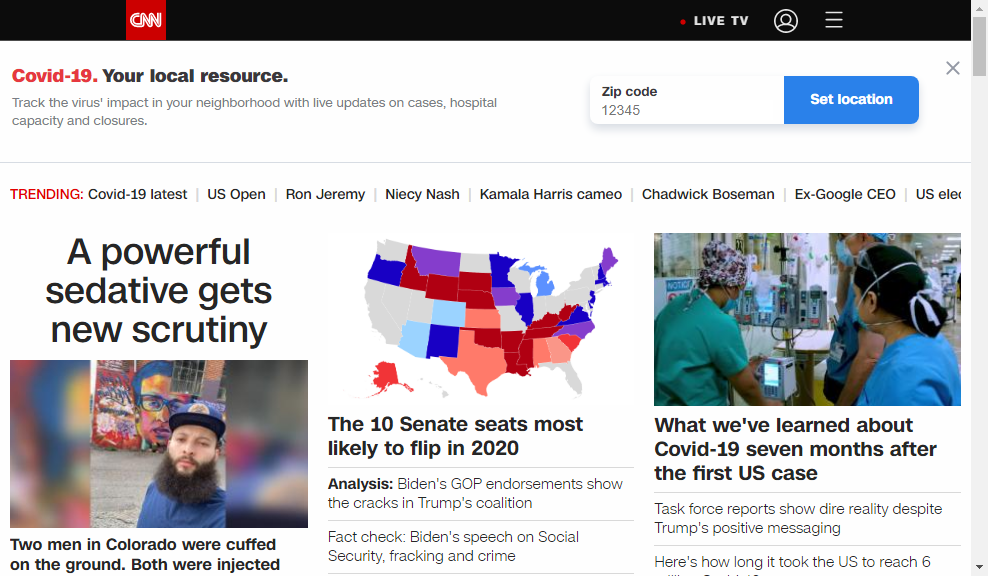 CNN
LIVE TV
Covid-19. Your local resource.
Track the virus' impact in your neighborhood with live updates on cases, hospital
capacity and closures.
Zip code
12345
Set location
TRENDING: Covid-19 latest | US Open | Ron Jeremy | Niecy Nash | Kamala Harris cameo | Chadwick Boseman | Ex-Google CEO | US elec
A powerful
sedative gets
new scrutiny
Two men in Colorado were cuffed
on the ground. Both were injected
The 10 Senate seats most
likely to flip in 2020
Analysis: Biden's GOP endorsements show
the cracks in Trump's coalition
Fact check: Biden's speech on Social
Security, fracking and crime
NOTICE
What we've learned about
Covid-19 seven months after
the first US case
Task force reports show dire reality despite
Trump's positive messaging
Here's how long it took the US to reach 6